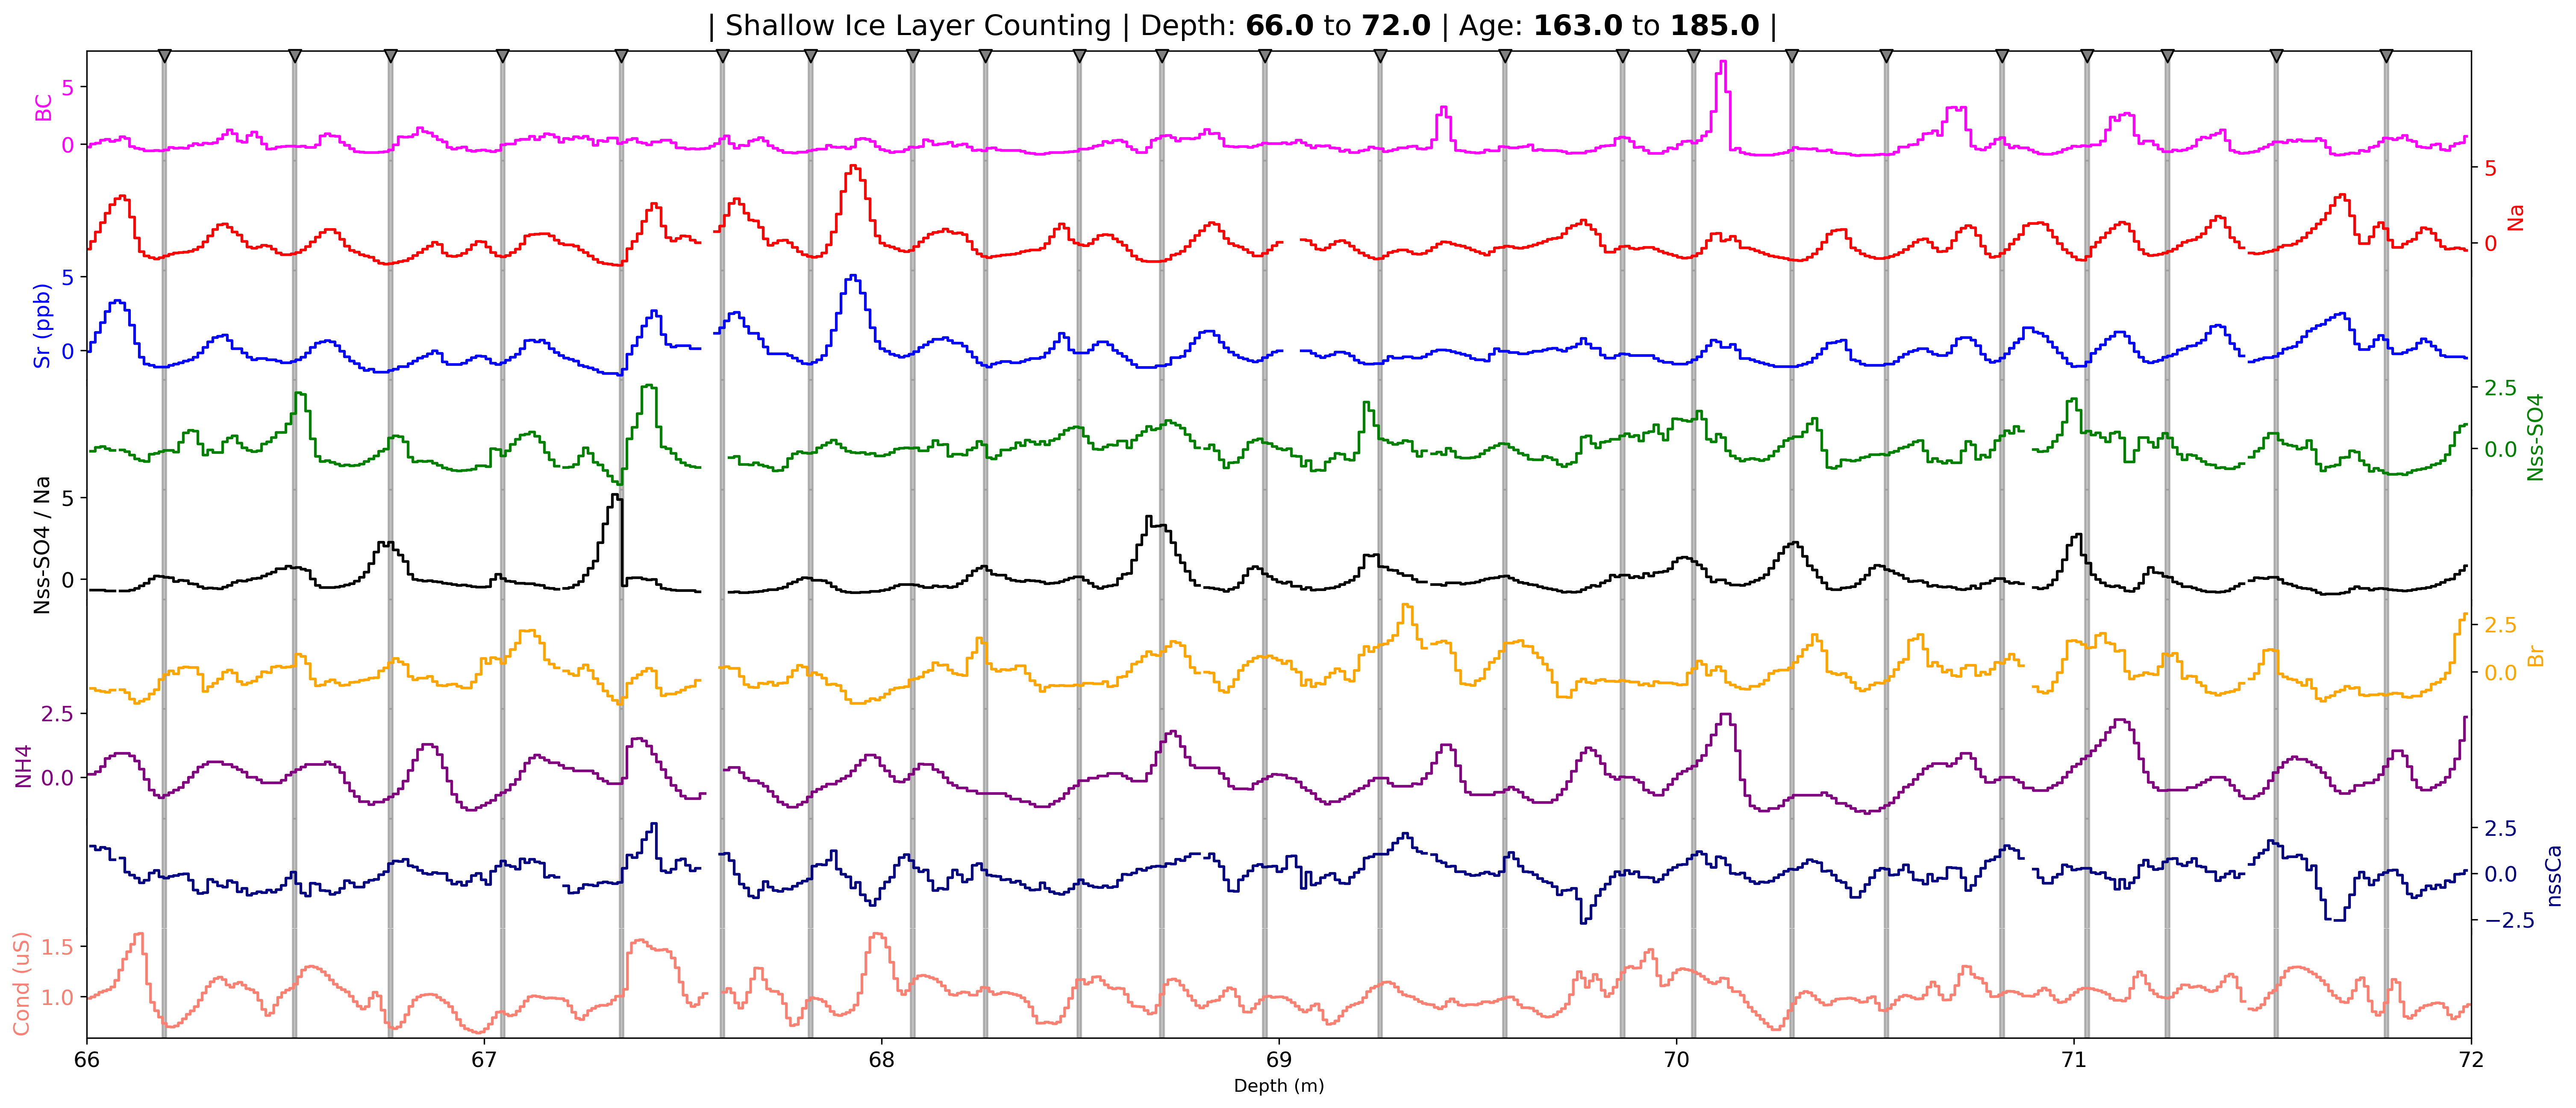 | Shallow Ice Layer Counting | Depth: 66.0 to 72.0 | Age: 163.0 to 185.0 |
BC
5
0
5
0
Na
Sr (ppb)
5
0
2.5
0.0
Nss-SO4
Nss-SO4 / Na
5
0
2.5
0.0
Br
NH4
2.5
0.0
2.5
0.0
−2.5
nssCa
Cond (uS)
1.5
1.0
66 67 68 69 70 71 72
Depth (m)